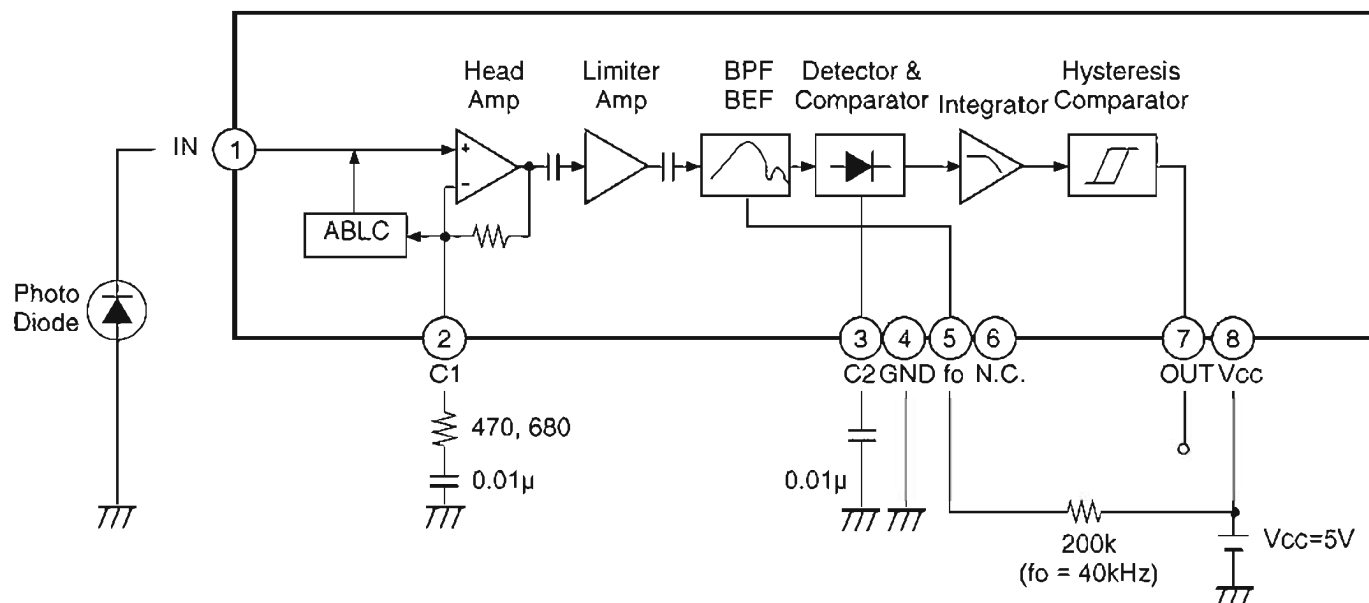 Head
Amp
Limiter
Amp
BPF
BEF
Detector &
Comparator
Integrator
Hysteresis
Comparator
IN
1
+
−
ABLC
Photo
Diode
2
3
4
5
6
7
8
C1
C2 GND fo N.C.
OUT Vcc
470, 680
0.01μ
0.01μ
200k
(fo = 40kHz)
Vcc=5V